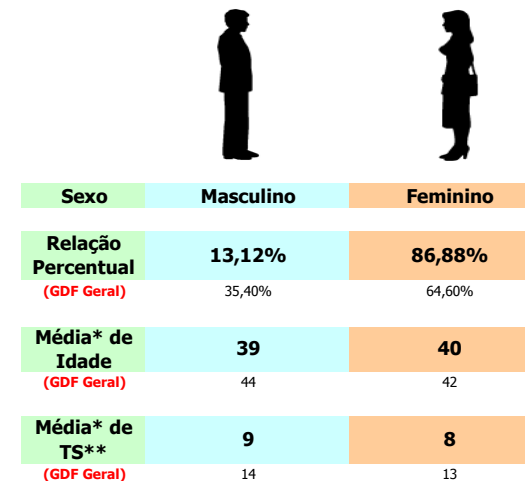 Sexo Masculino Feminino
Relação
Percentual 13,12% 86,88%
(GDF Geral) 35,40% 64,60%
Média* de
Idade 39 40
(GDF Geral) 44 42
Média* de
TS** 9 8
(GDF Geral) 14 13